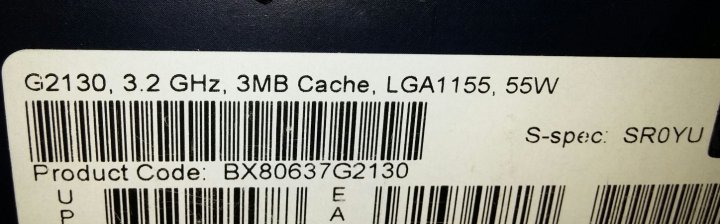 G2130, 3.2 GHz, 3MB Cache, LGA1155, 55W
S-spec: SR0YU
Product Code: BX80637G2130
U E
P A